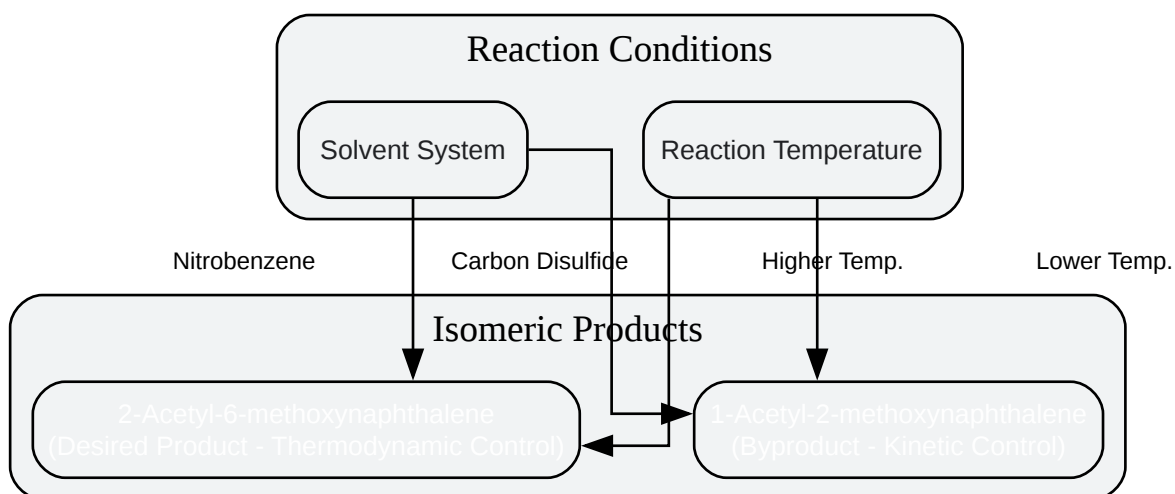 Reaction Conditions
Solvent System
Reaction Temperature
Nitrobenzene
Carbon Disulfide
Higher Temp.
Lower Temp.
Isomeric Products
2-Acetyl-6-methoxynaphthalene
(Desired Product - Thermodynamic Control)
1-Acetyl-2-methoxynaphthalene
(Byproduct - Kinetic Control)